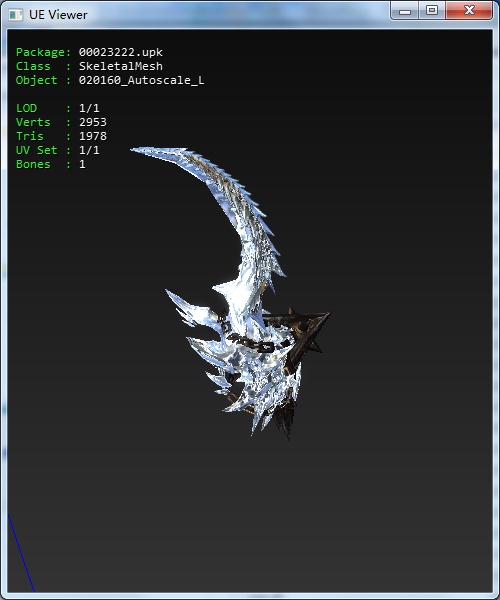 UE Viewer
Package: 00023222.upk
Class  : SkeletalMesh
Object : 020160_Autoscale_L
LOD    : 1/1
Verts  : 2953
Tris   : 1978
UV Set : 1/1
Bones  : 1